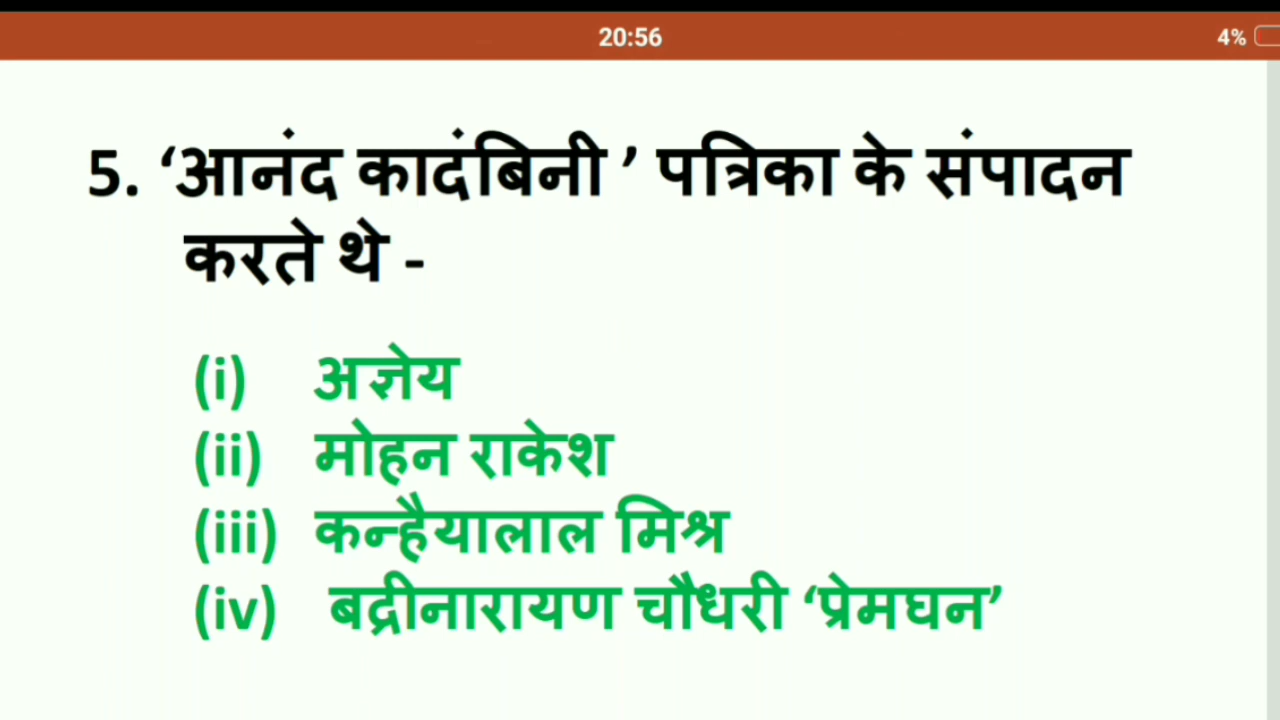 20:56
4%
5. ‘आनंद कादंबिनी ’ पत्रिका के संपादन
करते थे -
(i) अज्ञेय
(ii) मोहन राकेश
(iii) कन्हैयालाल मिश्र
(iv) बद्रीनारायण चौधरी ‘प्रेमघन’